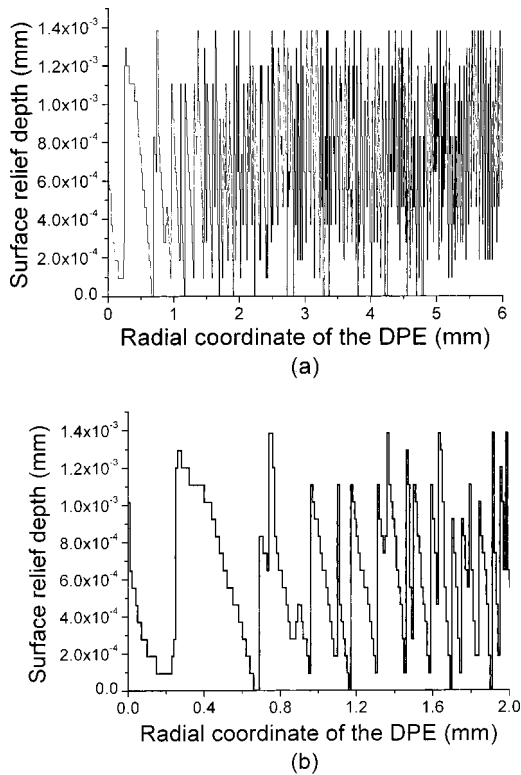 Surface relief depth (mm)
1.4x10⁻³
1.2x10⁻³
1.0x10⁻³
8.0x10⁻⁴
6.0x10⁻⁴
4.0x10⁻⁴
2.0x10⁻⁴
0.0
0 1 2 3 4 5 6
Radial coordinate of the DPE (mm)
(a)
Surface relief depth (mm)
1.4x10⁻³
1.2x10⁻³
1.0x10⁻³
8.0x10⁻⁴
6.0x10⁻⁴
4.0x10⁻⁴
2.0x10⁻⁴
0.0
0.0 0.4 0.8 1.2 1.6 2.0
Radial coordinate of the DPE (mm)
(b)